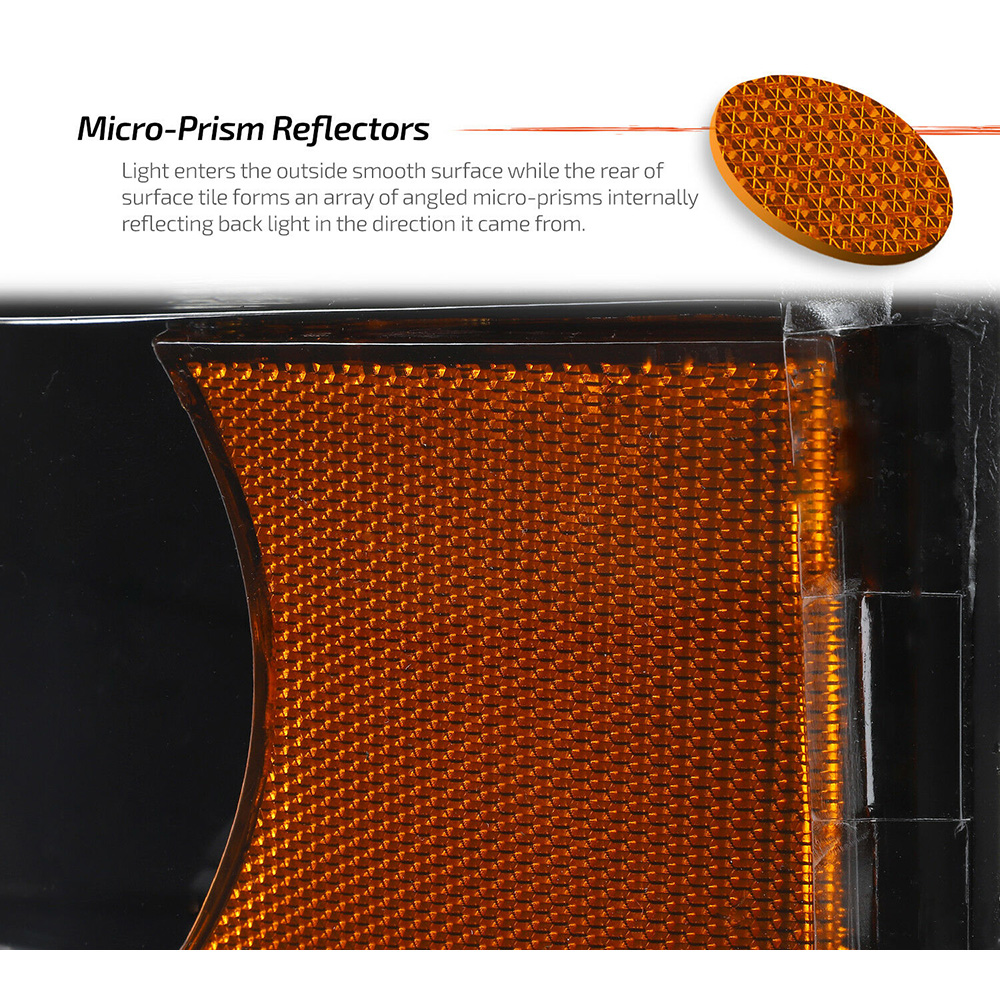 Micro-Prism Reflectors
Light enters the outside smooth surface while the rear of
surface tile forms an array of angled micro-prisms internally
reflecting back light in the direction it came from.